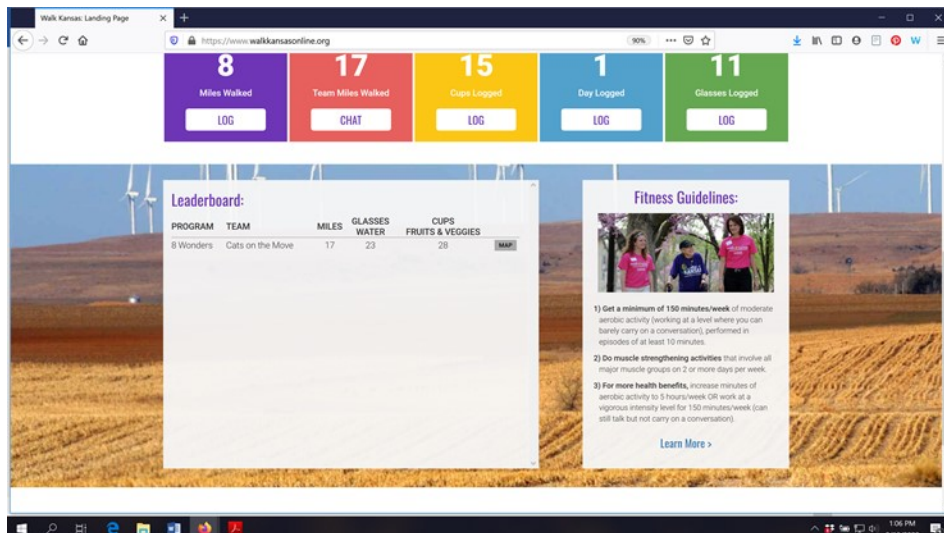 Walk Kansas: Landing Page
https://www.walkkansasonline.org
90%
8
Miles Walked
LOG
17
Team Miles Walked
CHAT
15
Cups Logged
LOG
1
Day Logged
LOG
11
Glasses Logged
LOG
Leaderboard:
PROGRAM TEAM MILES GLASSES WATER CUPS FRUITS & VEGGIES
8 Wonders Cats on the Move 17 23 28 MAP
Fitness Guidelines:
1) Get a minimum of 150 minutes/week of moderate
aerobic activity (working at a level where you can
barely carry on a conversation), performed in
episodes of at least 10 minutes.
2) Do muscle strengthening activities that involve all
major muscle groups on 2 or more days per week.
3) For more health benefits, increase minutes of
aerobic activity to 5 hours/week OR work at a
vigorous intensity level for 150 minutes/week (can
still talk but not carry on a conversation).
Learn More >
1:06 PM